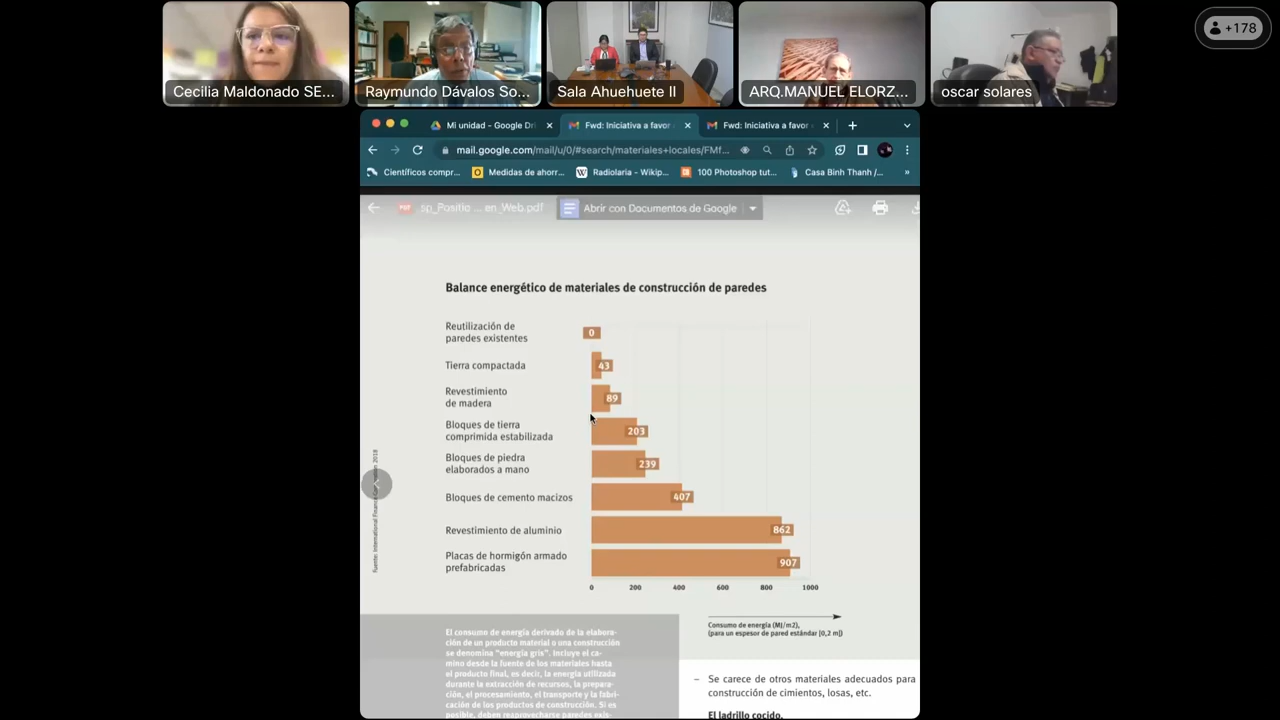 +178
Cecilia Maldonado SE...
Raymundo Dávalos So...
Sala Ahuehuete II
ARQ.MANUEL ELORZ...
oscar solares
Mi unidad - Google Dri
Fwd: Iniciativa a favor
Fwd: Iniciativa a favor
mail.google.com/mail/u/0/#search/materiales+locales/FMf...
Científicos compr...
Medidas de ahorr...
Radiolaria - Wikip...
100 Photoshop tut...
Casa Binh Thanh /...
»
PDF
en_Web.pdf
Abrir con Documentos de Google
Balance energético de materiales de construcción de paredes
Reutilización de
paredes existentes
0
Tierra compactada
43
Revestimiento
de madera
89
Bloques de tierra
comprimida estabilizada
203
Bloques de piedra
elaborados a mano
239
Bloques de cemento macizos
407
Revestimiento de aluminio
862
Placas de hormigón armado
prefabricadas
907
0 200 400 600 800 1000
Consumo de energía (MJ/m2),
(para un espesor de pared estándar [0,2 m])
Fuente: International Finance 2018
El consumo de energía derivado de la elabora-
ción de un producto material o una construcción
se denomina "energía gris". Incluye el ca-
mino desde la fuente de los materiales hasta
el producto final, es decir, la energía utilizada
durante la extracción de recursos, la prepara-
ción, el procesamiento, el transporte y la fabri-
cación de los productos de construcción. Si es
posible, deben reaprovecharse paredes exis-
– Se carece de otros materiales adecuados para
construcción de cimientos, losas, etc.
El ladrillo cocido.